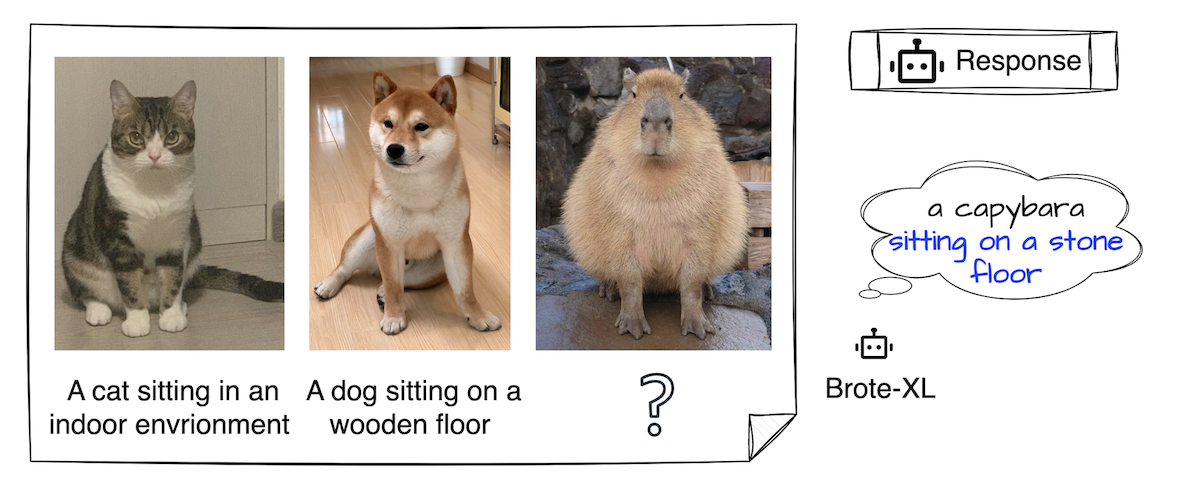 Response
a capybara
sitting on a stone
floor
A cat sitting in an
indoor envrionment
A dog sitting on a
wooden floor
?
Brote-XL